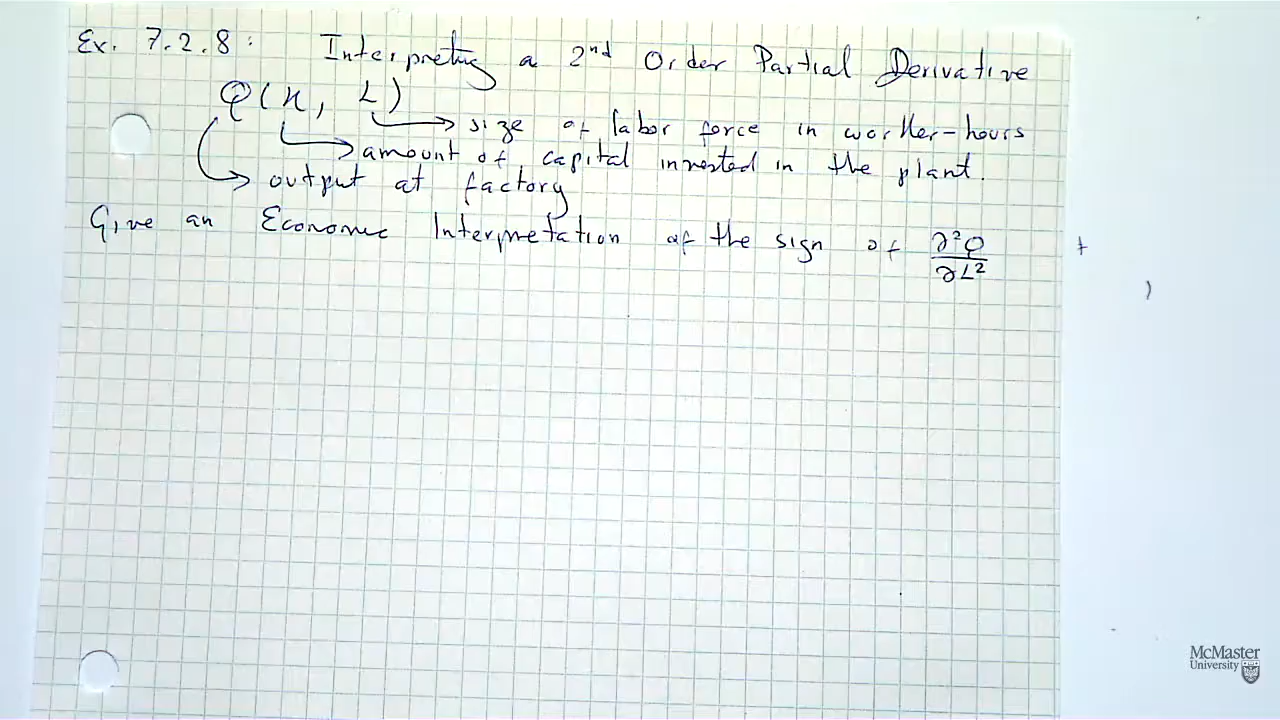 Ex. 7.2.8: Interpreting a 2nd Order Partial Derivative
Q(K, L)
size of labor force in worker-hours
amount of capital invested in the plant.
output at factory
Give an Economic Interpretation of the sign of ∂²Q/∂L²
McMaster
University